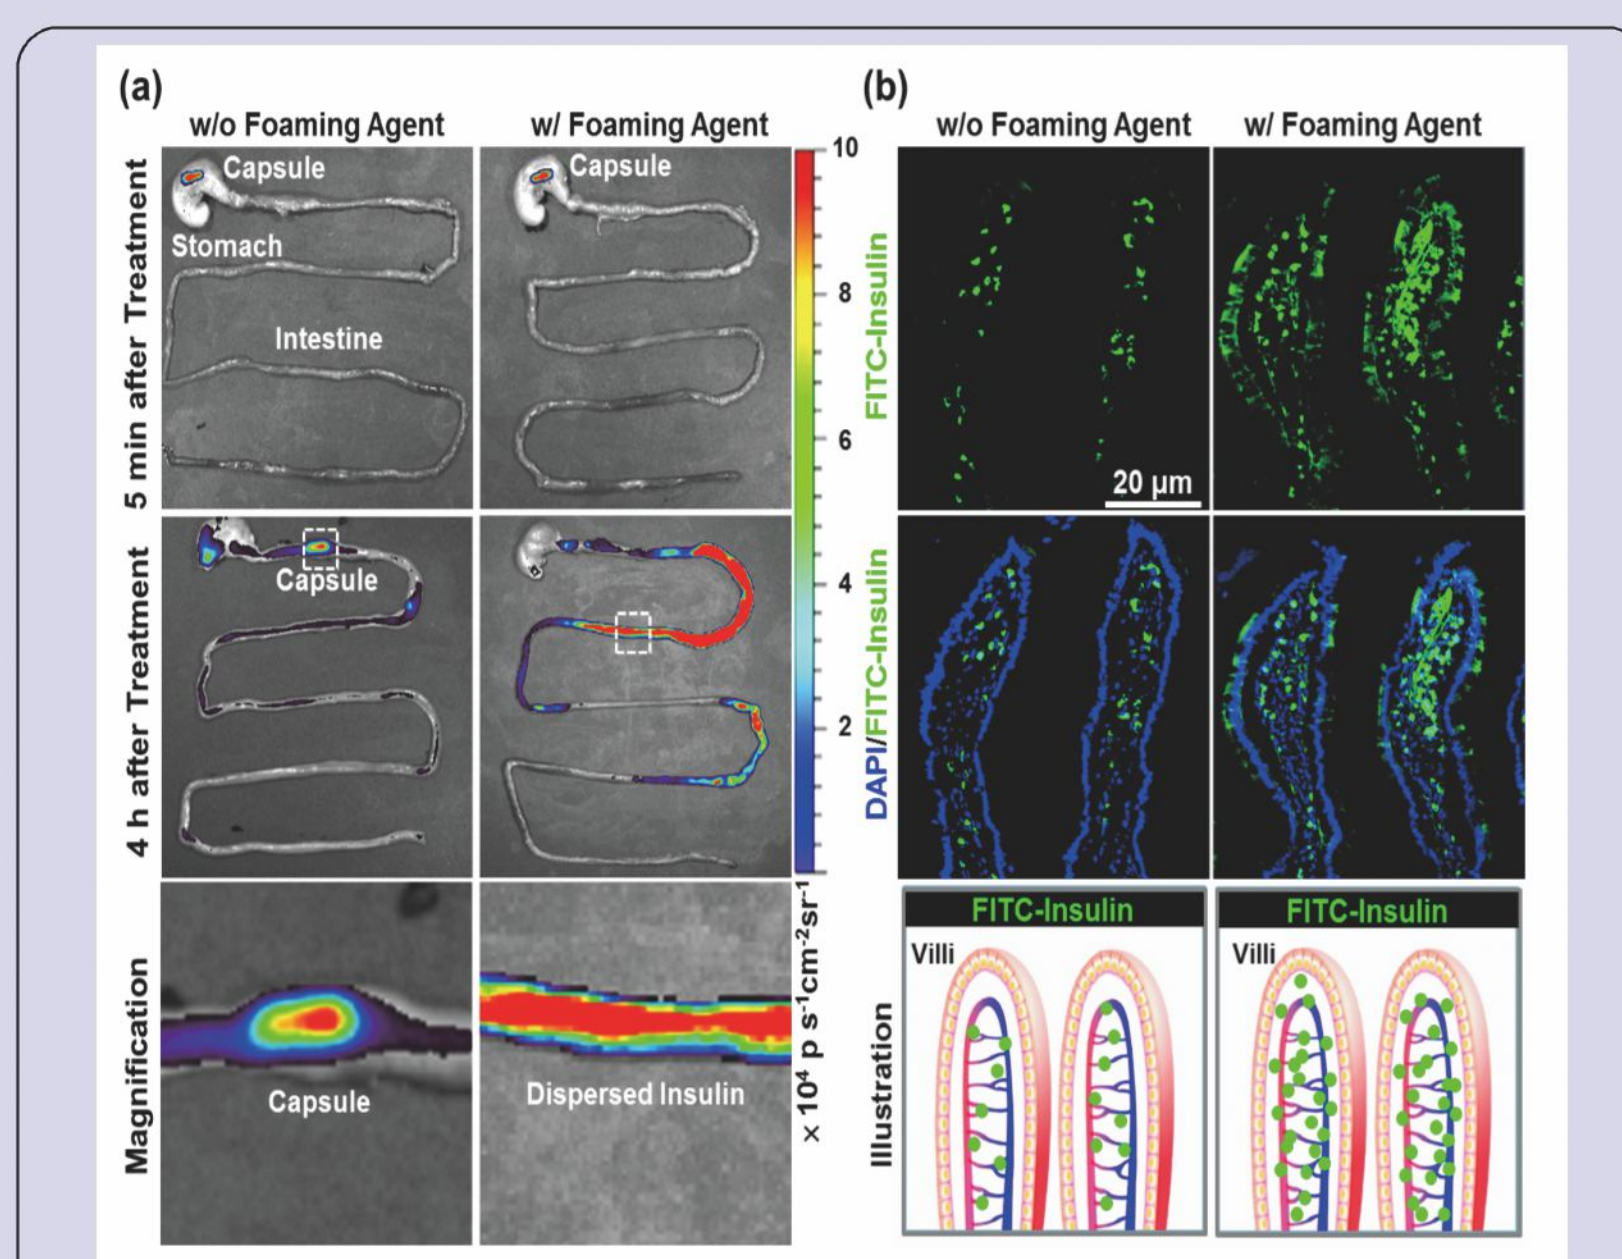 (a)
w/o Foaming Agent
w/ Foaming Agent
5 min after Treatment
Capsule
Stomach
Intestine
Capsule
4 h after Treatment
Capsule
Magnification
Capsule
Dispersed Insulin
10
8
6
4
2
× 10⁴ p s⁻¹cm⁻²sr⁻¹
(b)
w/o Foaming Agent
w/ Foaming Agent
FITC-Insulin
20 µm
DAPI/FITC-Insulin
Illustration
FITC-Insulin
Villi
FITC-Insulin
Villi